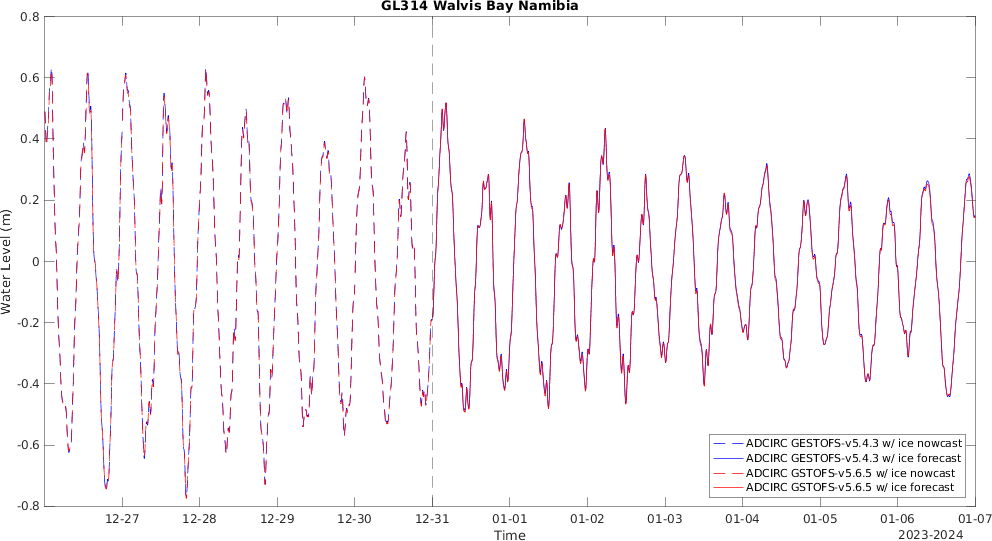 GL314 Walvis Bay Namibia
0.8
0.6
0.4
0.2
0
-0.2
-0.4
-0.6
-0.8
Water Level (m)
ADCIRC GESTOFS-v5.4.3 w/ ice nowcast
ADCIRC GESTOFS-v5.4.3 w/ ice forecast
ADCIRC GSTOFS-v5.6.5 w/ ice nowcast
ADCIRC GSTOFS-v5.6.5 w/ ice forecast
12-27 12-28 12-29 12-30 12-31 01-01 01-02 01-03 01-04 01-05 01-06 01-07
Time
2023-2024